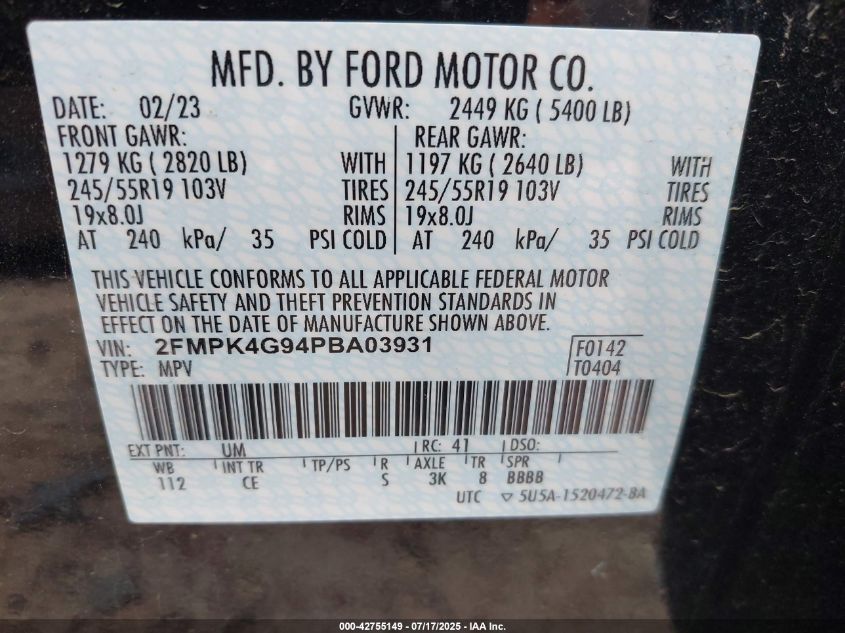 MFD. BY FORD MOTOR CO.
DATE: 02/23 GVWR: 2449 KG ( 5400 LB)
FRONT GAWR: REAR GAWR:
1279 KG ( 2820 LB) WITH 1197 KG ( 2640 LB) WITH
245/55R19 103V TIRES 245/55R19 103V TIRES
19x8.0J RIMS 19x8.0J RIMS
AT 240 kPa/ 35 PSI COLD AT 240 kPa/ 35 PSI COLD
THIS VEHICLE CONFORMS TO ALL APPLICABLE FEDERAL MOTOR
VEHICLE SAFETY AND THEFT PREVENTION STANDARDS IN
EFFECT ON THE DATE OF MANUFACTURE SHOWN ABOVE.
VIN: 2FMPK4G94PBA03931 F0142
TYPE: MPV T0404
EXT PNT: UM RC: 41 DSO:
WB INT TR TP/PS R AXLE TR SPR
112 CE S 3K 8 BBBB
UTC ▽ 5U5A-1520472-BA
000-42755149 - 07/17/2025 - IAA Inc.